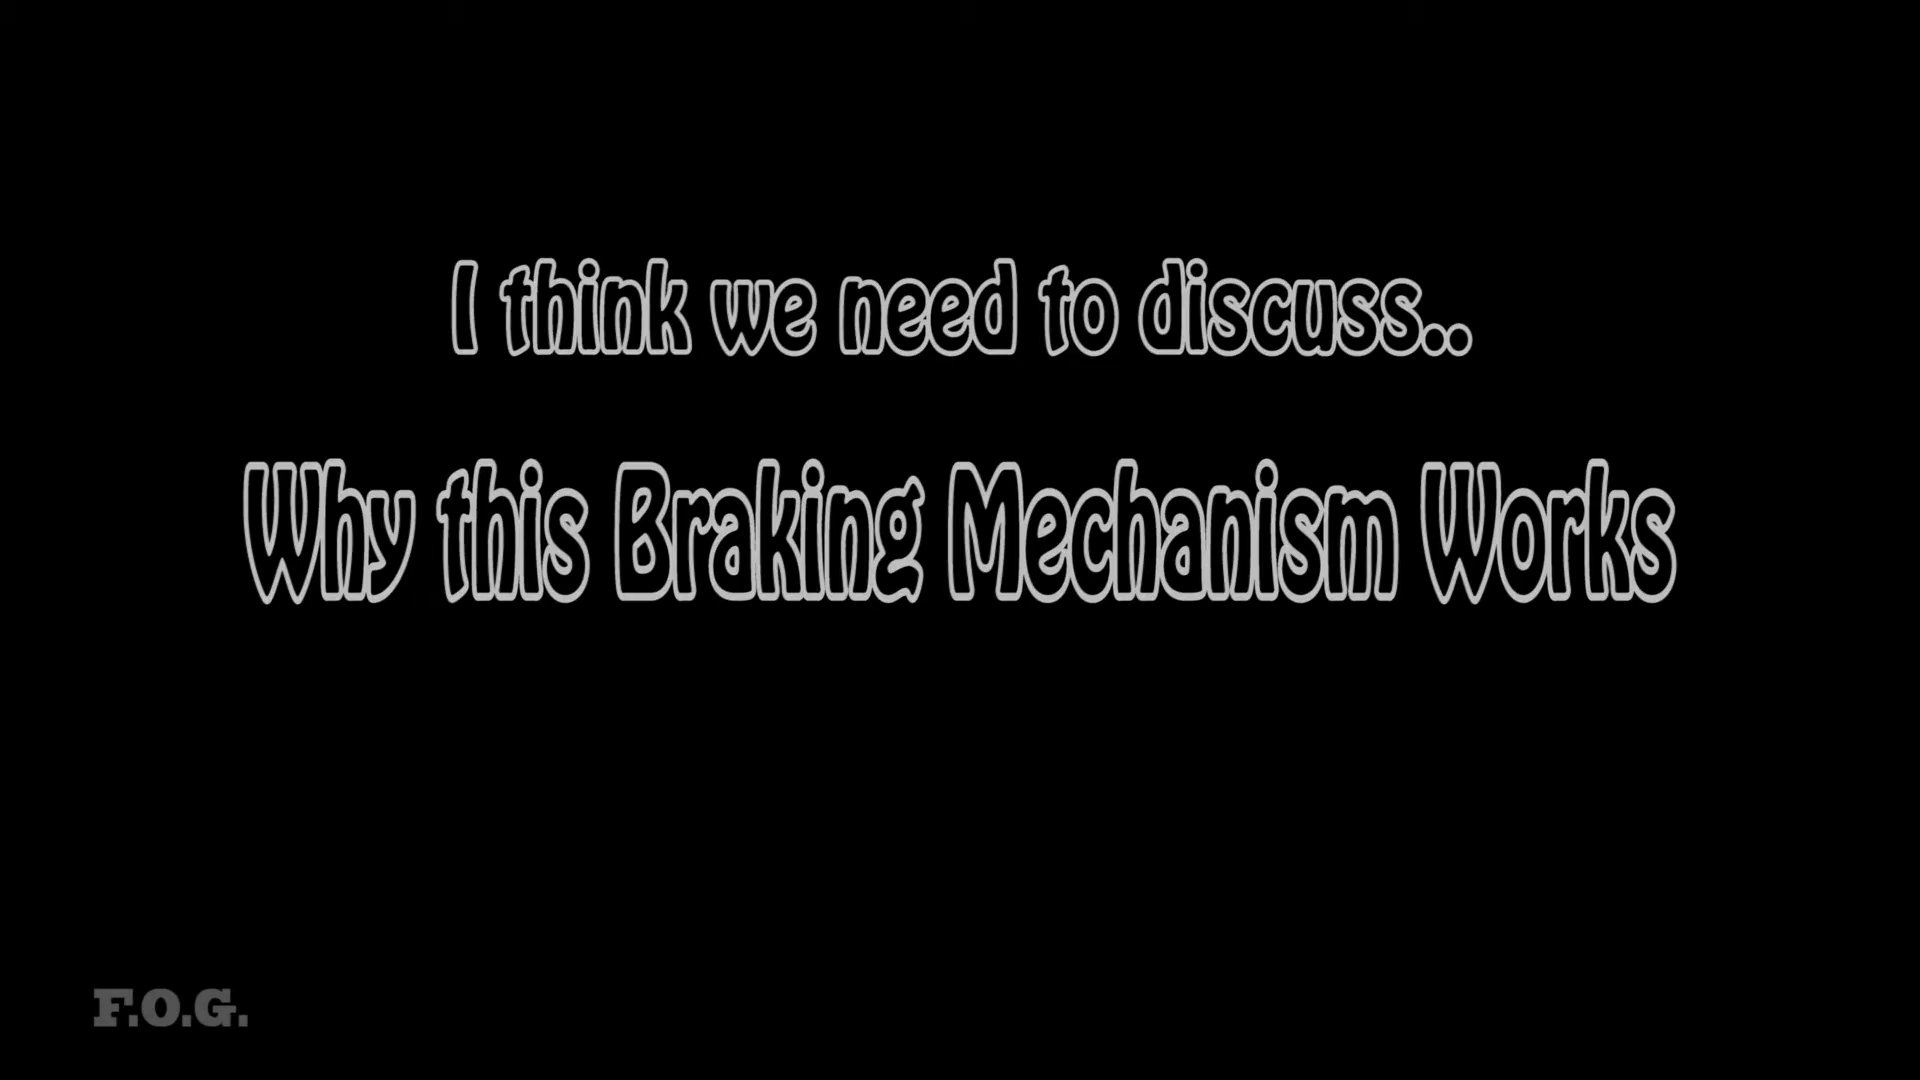 I think we need to discuss..
Why this Braking Mechanism Works
F.O.G.